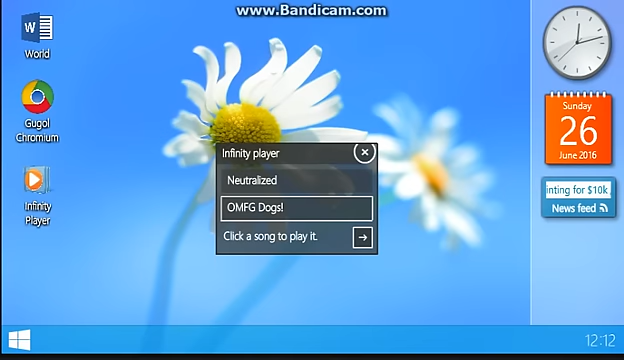 www.Bandicam.com
World
Gugol
Chromium
Infinity
Player
Infinity player
Neutralized
OMFG Dogs!
Click a song to play it.
Sunday
26
June 2016
inting for $10k
News feed
12:12